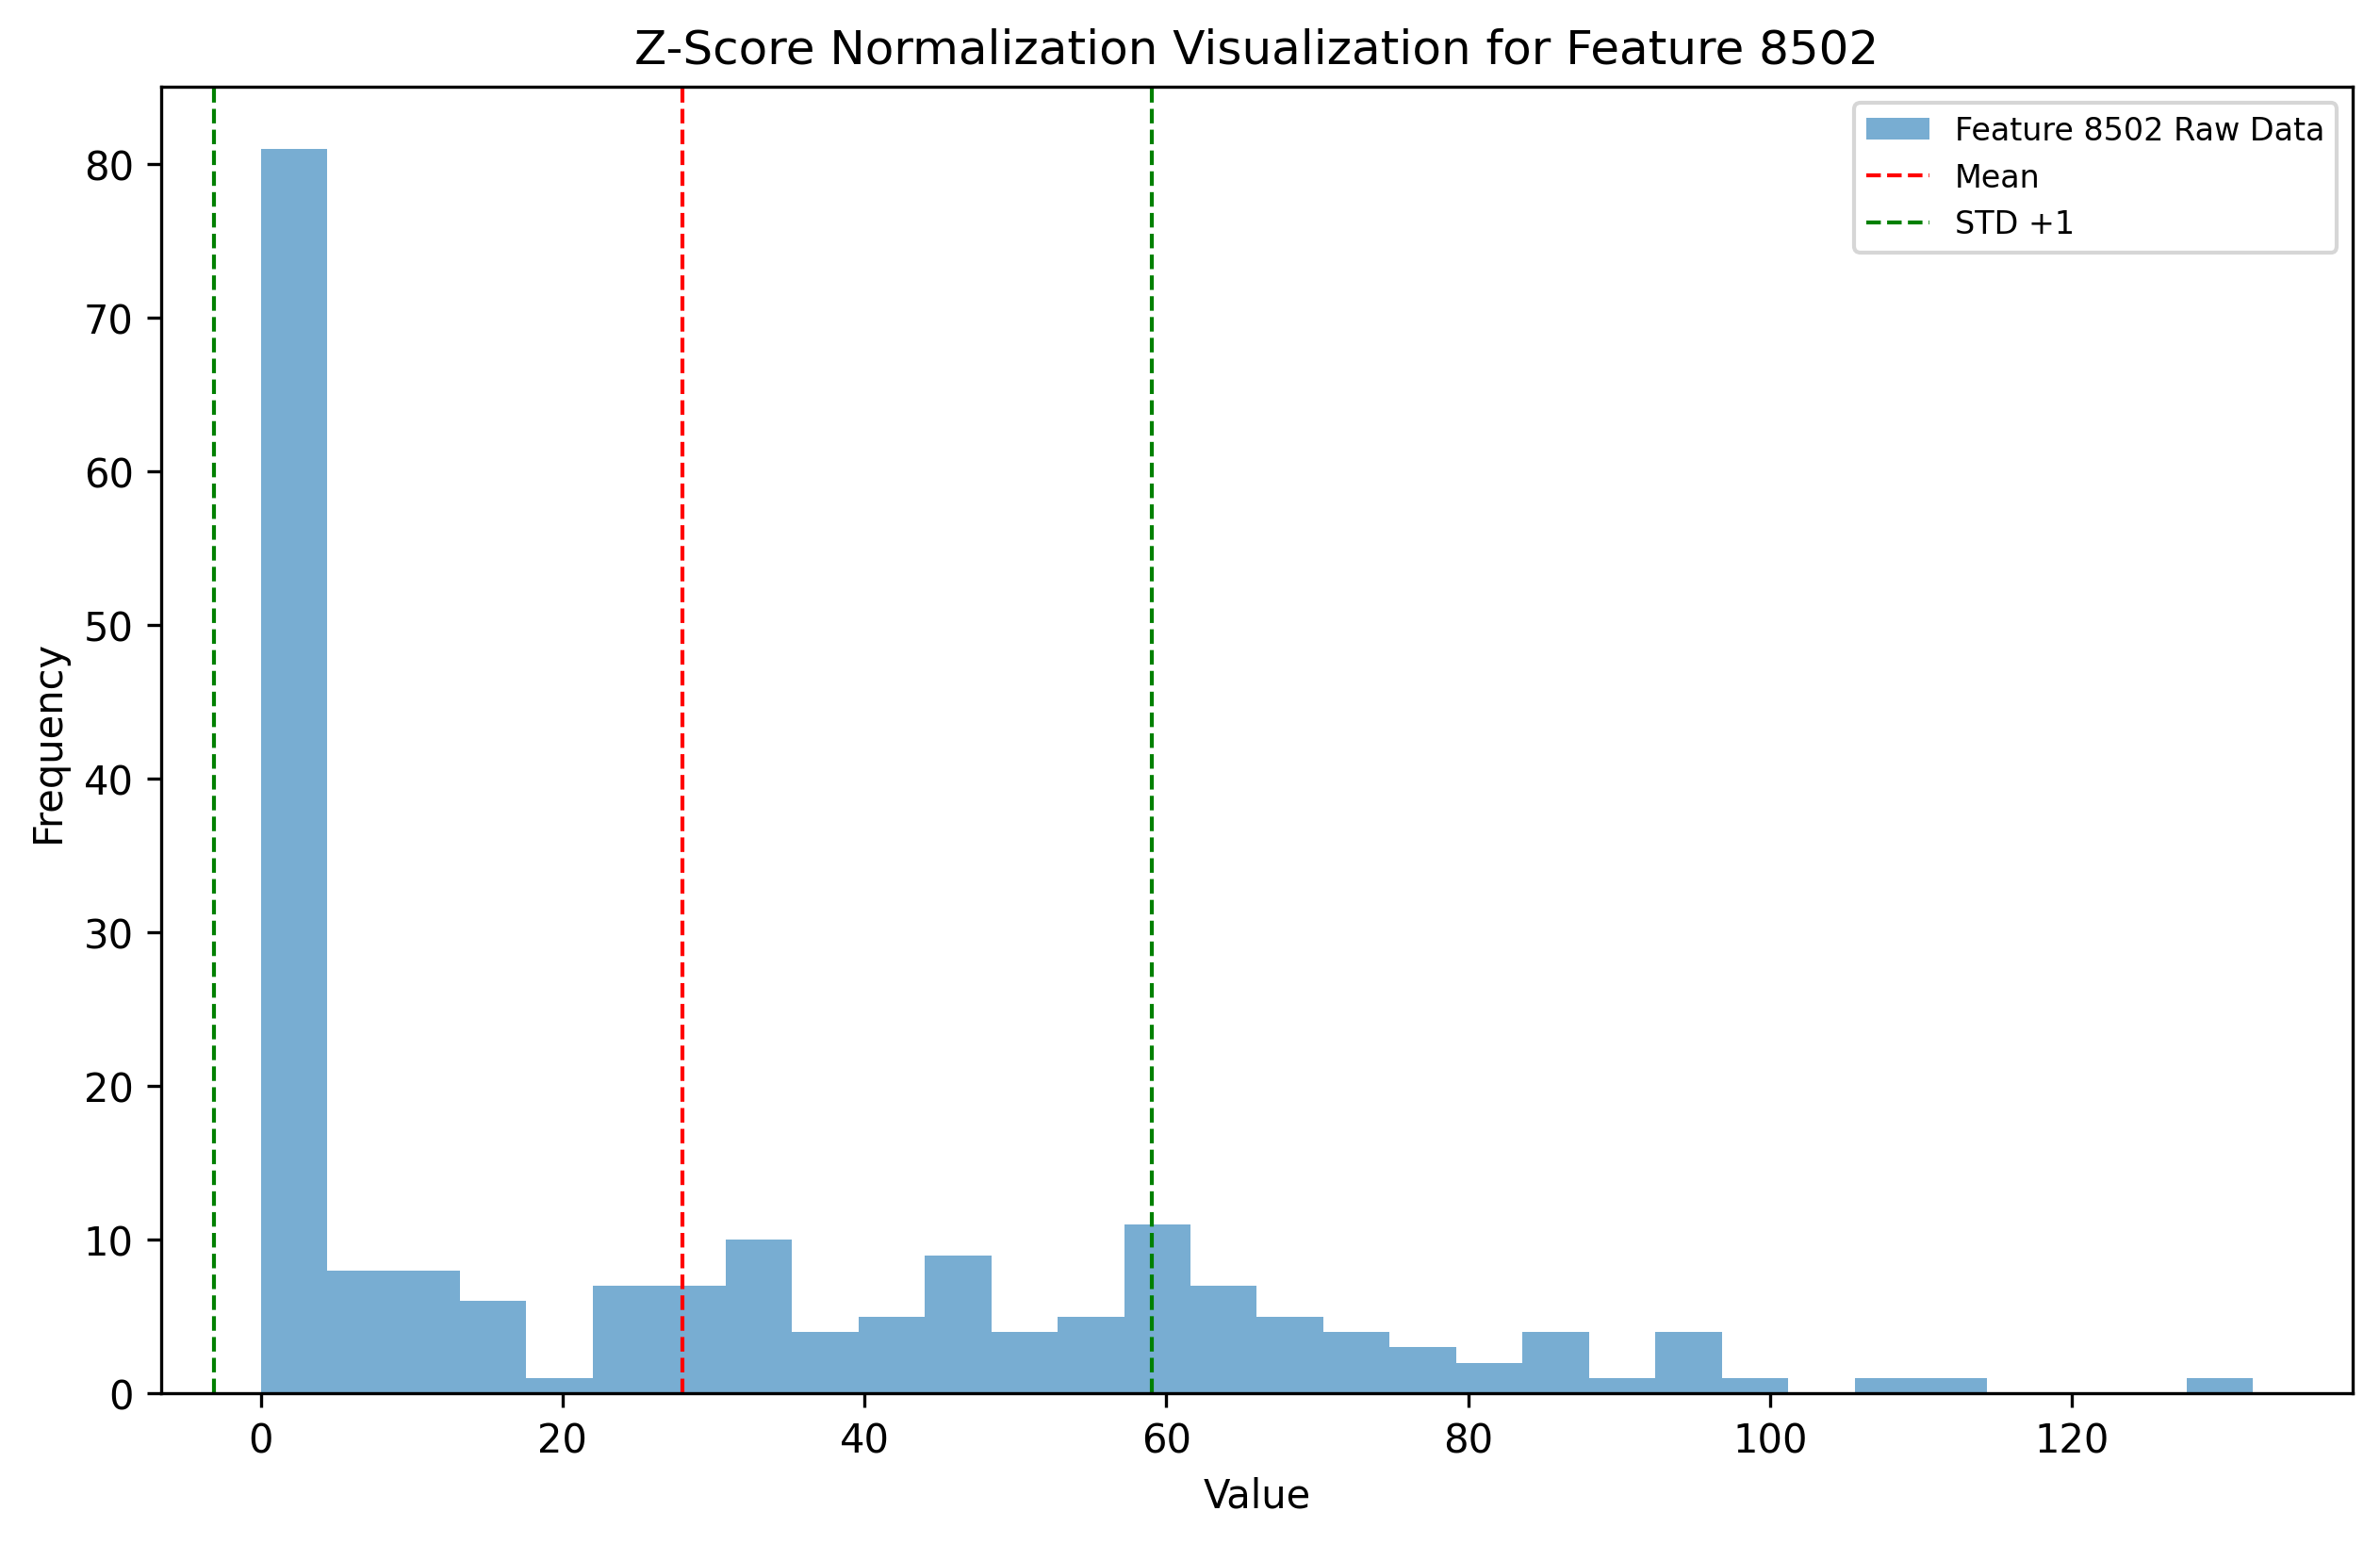 Z-Score Normalization Visualization for Feature 8502
Feature 8502 Raw Data
Mean
STD +1
Frequency
80
70
60
50
40
30
20
10
0
0 20 40 60 80 100 120
Value